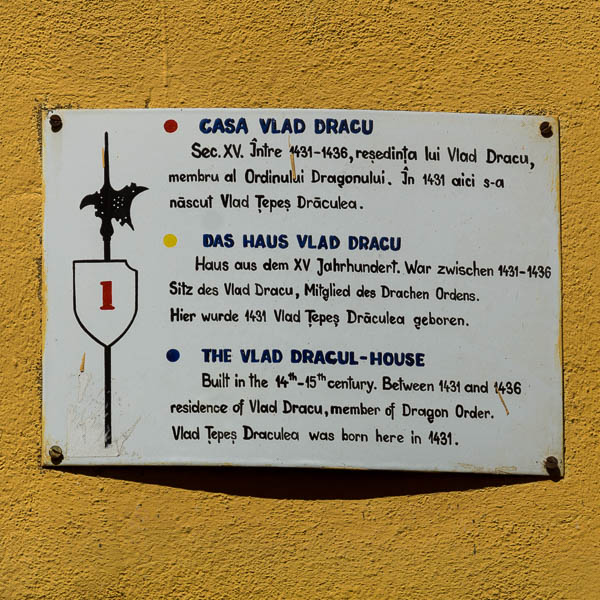 CASA VLAD DRACU
Sec. XV. Între 1431-1436, reședința lui Vlad Dracu,
membru al Ordinului Dragonului. În 1431 aici s-a
născut Vlad Țepeș Drăculea.
DAS HAUS VLAD DRACU
Haus aus dem XV Jahrhundert. War zwischen 1431-1436
Sitz des Vlad Dracu, Mitglied des Drachen Ordens.
Hier wurde 1431 Vlad Țepeș Drăculea geboren.
1
THE VLAD DRACUL-HOUSE
Built in the 14th-15th century. Between 1431 and 1436
residence of Vlad Dracu, member of Dragon Order.
Vlad Țepeș Draculea was born here in 1431.